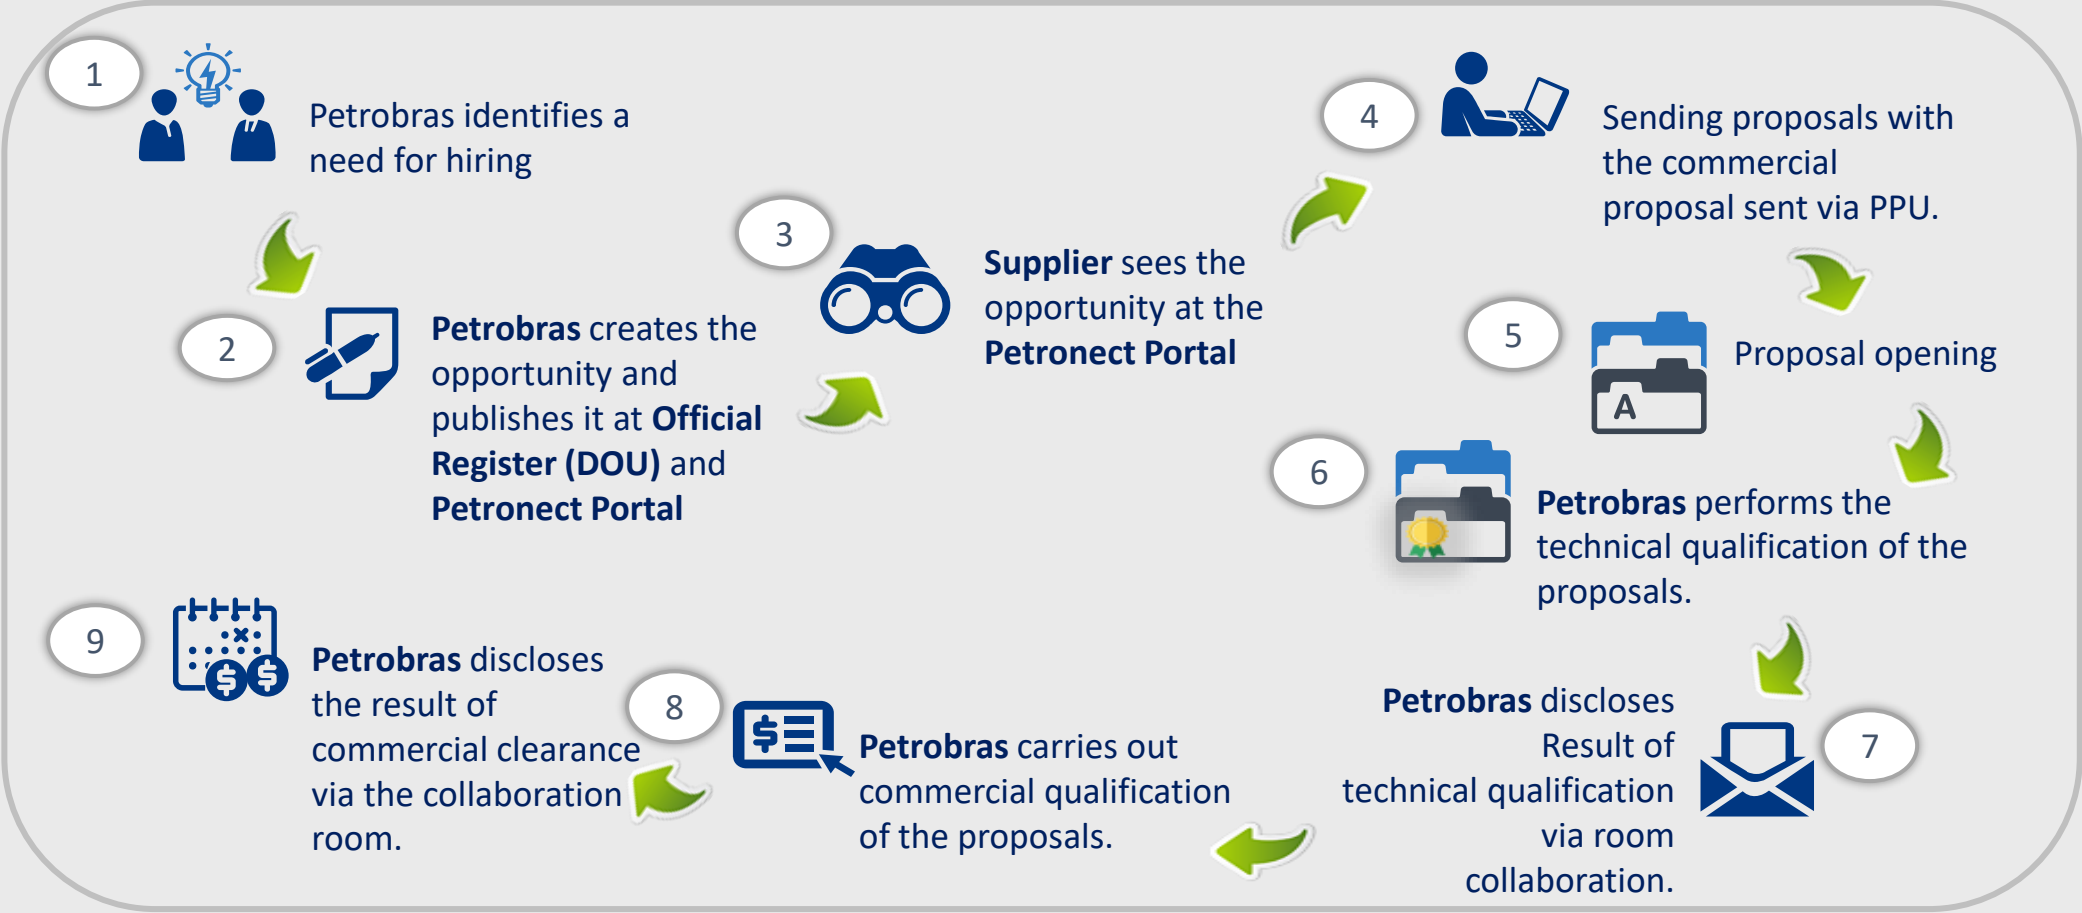 1
Petrobras identifies a
need for hiring
2
Petrobras creates the
opportunity and
publishes it at Official
Register (DOU) and
Petronect Portal
3
Supplier sees the
opportunity at the
Petronect Portal
4
Sending proposals with
the commercial
proposal sent via PPU.
5
A
Proposal opening
6
Petrobras performs the
technical qualification of the
proposals.
7
Petrobras discloses
Result of
technical qualification
via room
collaboration.
8
$
Petrobras carries out
commercial qualification
of the proposals.
9
$ $
Petrobras discloses
the result of
commercial clearance
via the collaboration
room.